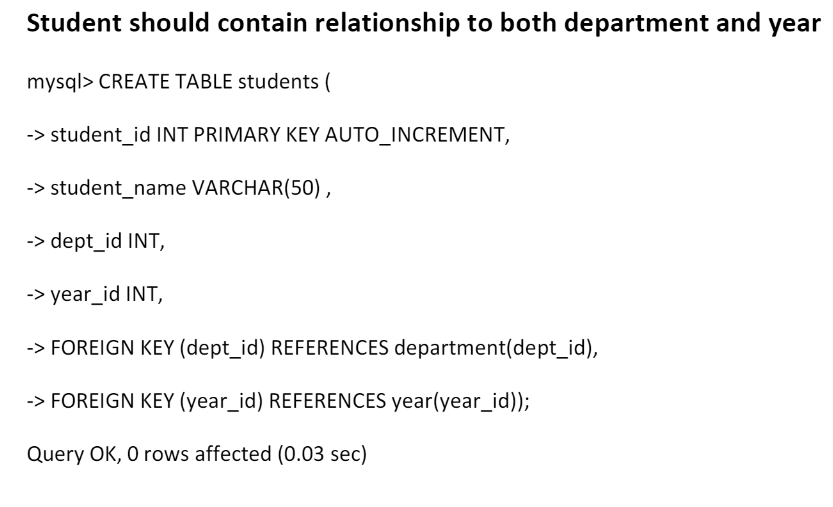 Student should contain relationship to both department and year
mysql> CREATE TABLE students (
-> student_id INT PRIMARY KEY AUTO_INCREMENT,
-> student_name VARCHAR(50) ,
-> dept_id INT,
-> year_id INT,
-> FOREIGN KEY (dept_id) REFERENCES department(dept_id),
-> FOREIGN KEY (year_id) REFERENCES year(year_id));
Query OK, 0 rows affected (0.03 sec)